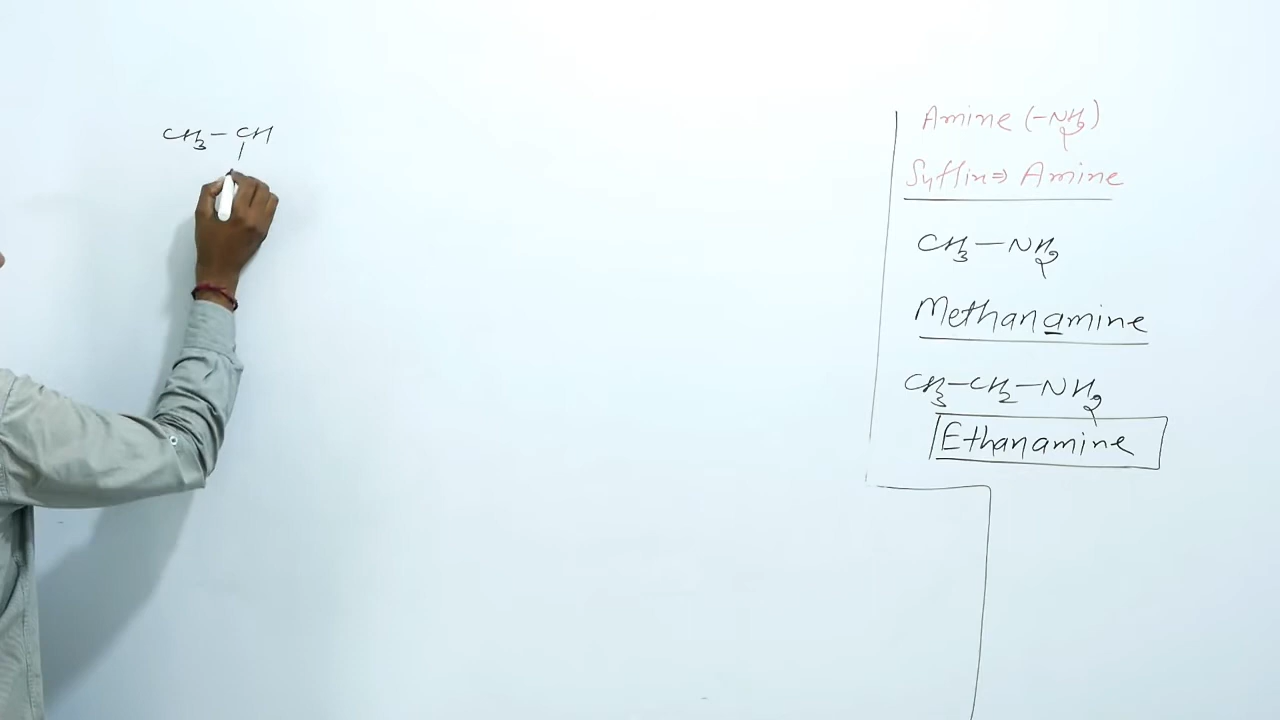 CH₃-CH
Amine (-NH₂)
Suffix⇒ Amine
CH₃-NH₂
Methanamine
CH₃-CH₂-NH₂
Ethanamine